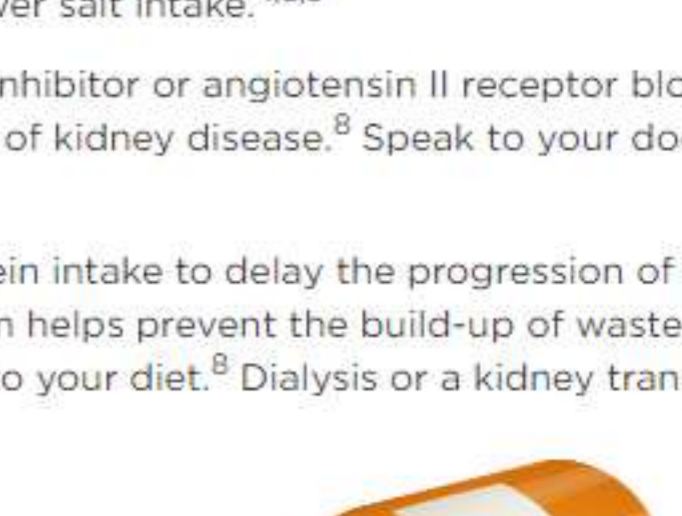 ver salt intake.
nhibitor or angiotensin II receptor blo
of kidney disease.8 Speak to your do
ein intake to delay the progression of
n helps prevent the build-up of waste
o your diet.8 Dialysis or a kidney tran